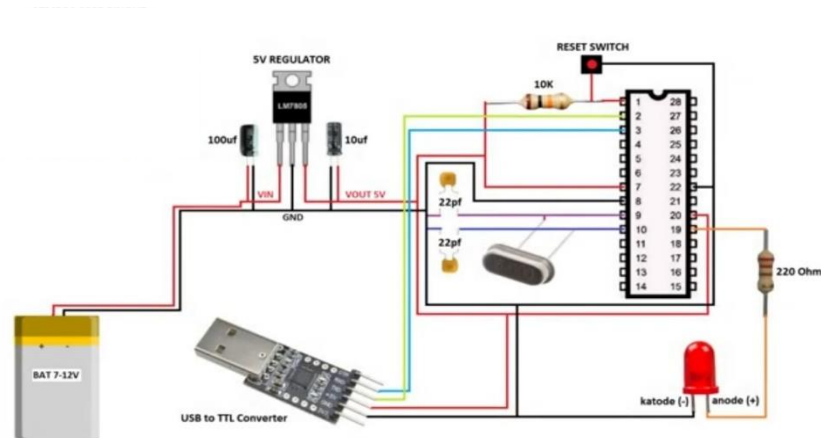 RESET SWITCH
5V REGULATOR
10K
LM7805
100uf
10uf
1 28
2 27
3 26
4 25
5 24
6 23
7 22
8 21
9 20
10 19
11 18
12 17
13 16
14 15
22pf
22pf
VIN
VOUT 5V
GND
220 Ohm
+ -
BAT 7-12V
USB to TTL Converter
katode (-)
anode (+)